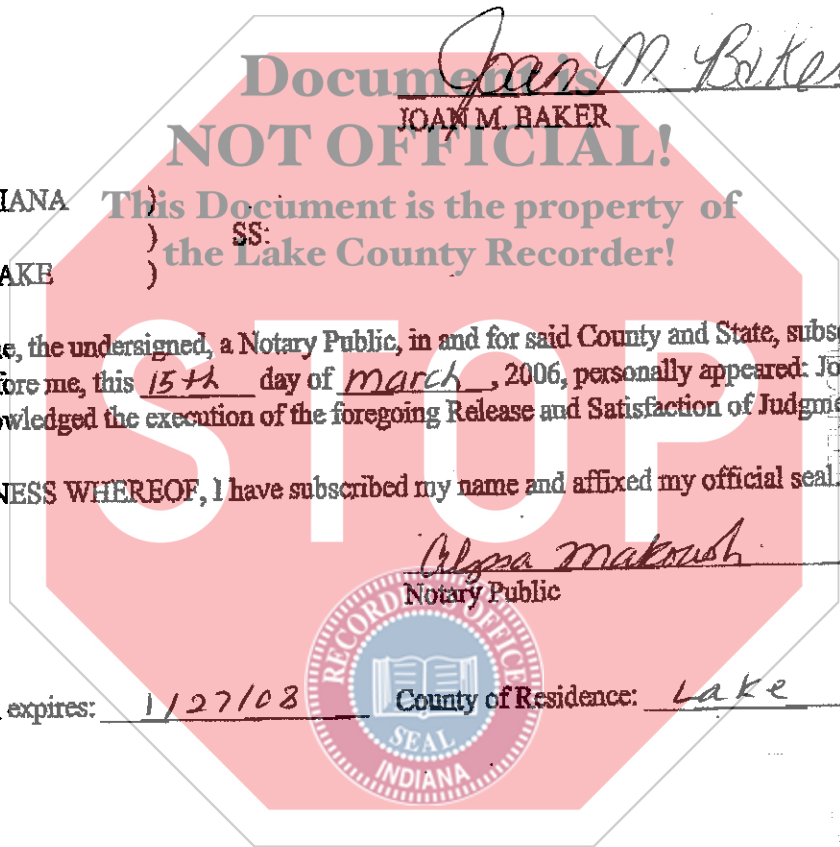 Joan M. Baker
Document is
JOAN M. BAKER
NOT OFFICIAL!
IANA )
This Document is the property of
) SS:
the Lake County Recorder!
AKE )
e, the undersigned, a Notary Public, in and for said County and State, subs
fore me, this 15th day of march, 2006, personally appeared: Jo
wledged the execution of the foregoing Release and Satisfaction of Judgme
NESS WHEREOF, I have subscribed my name and affixed my official seal.
STOP
Alyssa Makowsh
Notary Public
expires: 1/27/08 County of Residence: Lake
RECORDER'S OFFICE
SEAL
INDIANA